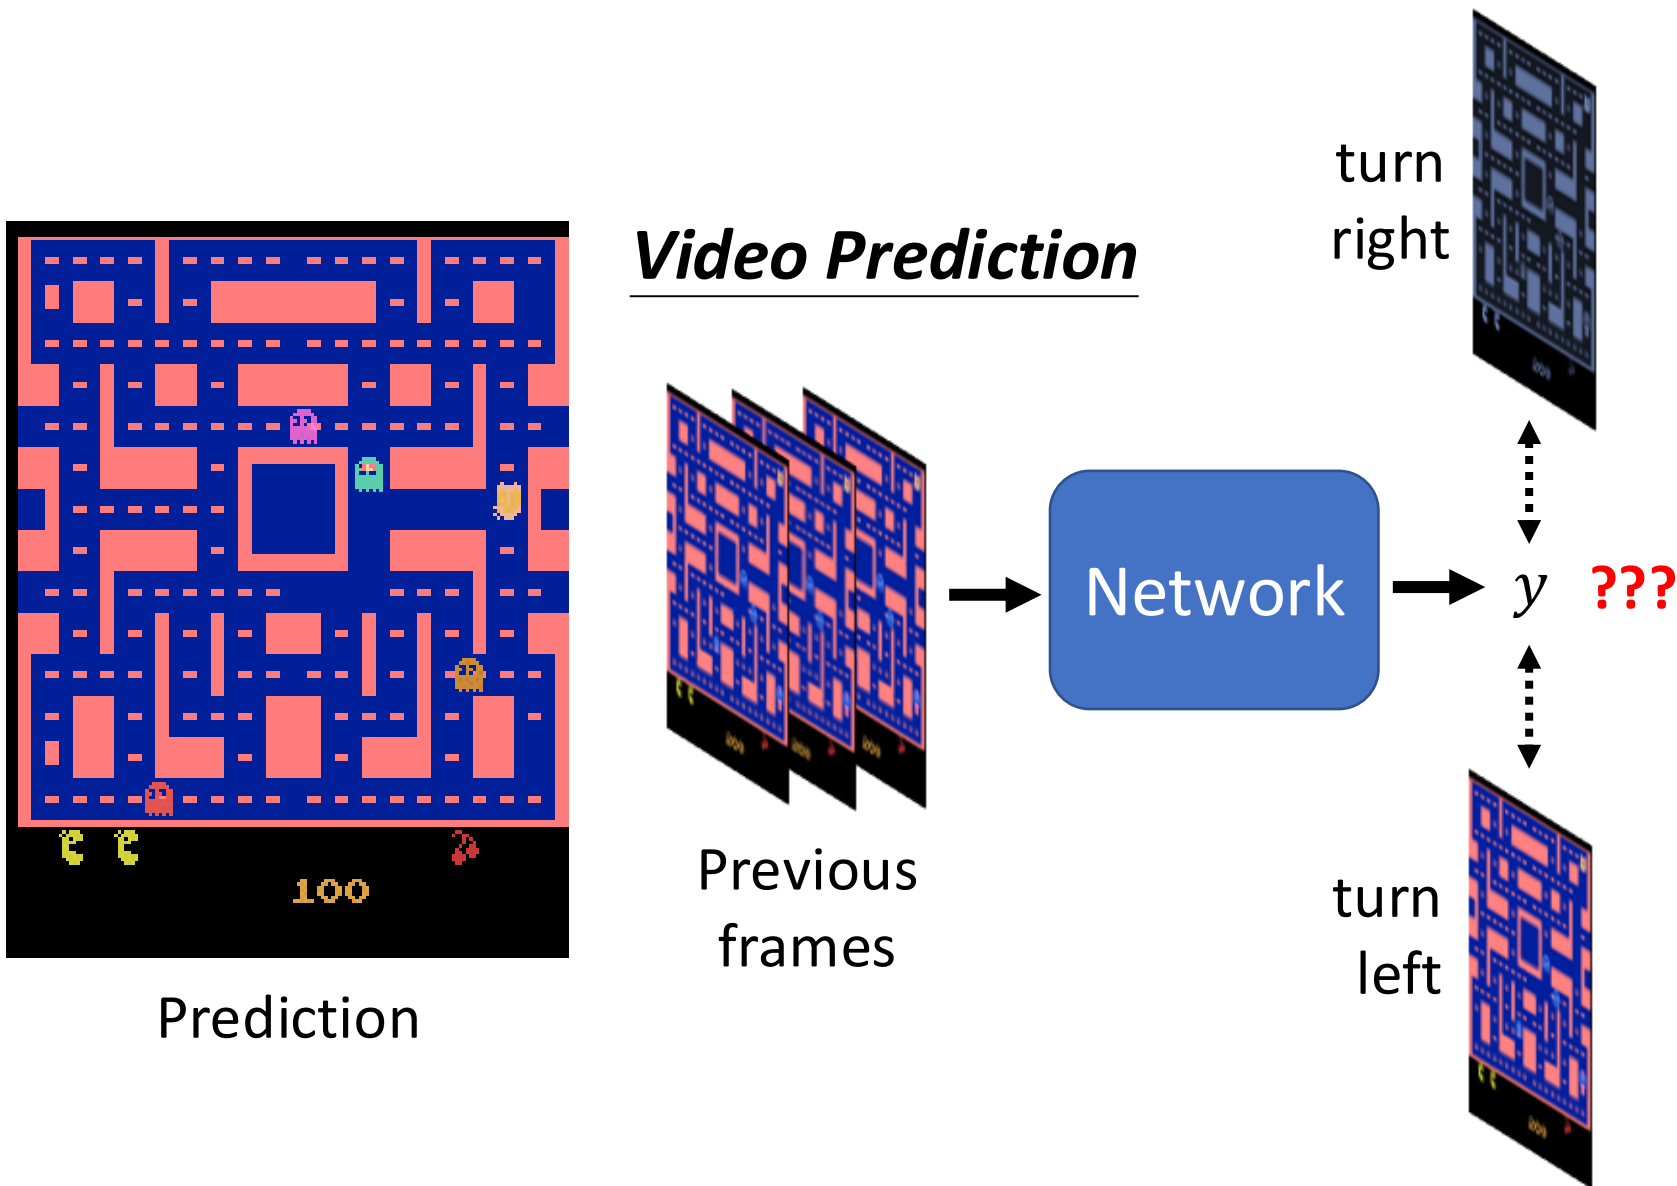 Video Prediction
100
Prediction
Previous
frames
Network
y ???
turn
right
turn
left